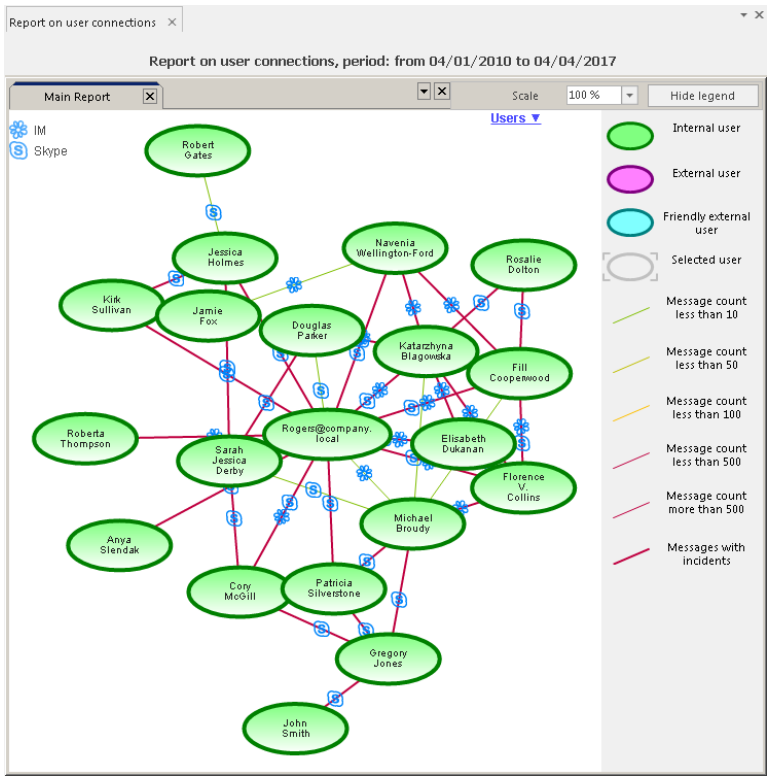 Report on user connections
Report on user connections, period: from 04/01/2010 to 04/04/2017
Main Report
Scale
100 %
Hide legend
IM
Skype
Users ▼
Robert
Gates
Jessica
Holmes
Navenia
Wellington-Ford
Rosalie
Dolton
Kirk
Sullivan
Jamie
Fox
Douglas
Parker
Katarzhyna
Blagowska
Fill
Cooperwood
Roberta
Thompson
Rogers@company.
local
Sarah
Jessica
Derby
Elisabeth
Dukanan
Florence
V.
Collins
Michael
Broudy
Anya
Slendak
Cory
McGill
Patricia
Silverstone
Gregory
Jones
John
Smith
Internal user
External user
Friendly external
user
Selected user
Message count
less than 10
Message count
less than 50
Message count
less than 100
Message count
less than 500
Message count
more than 500
Messages with
incidents